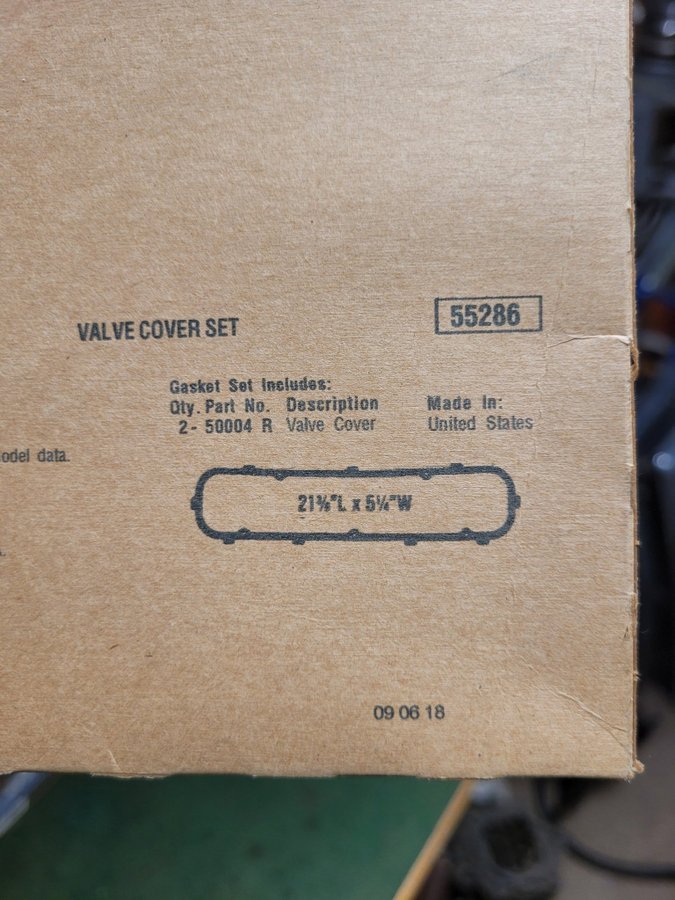 VALVE COVER SET
55286
Gasket Set Includes:
Qty. Part No. Description Made In:
2- 50004 R Valve Cover United States
odel data.
21⅜"L x 5¼"W
09 06 18